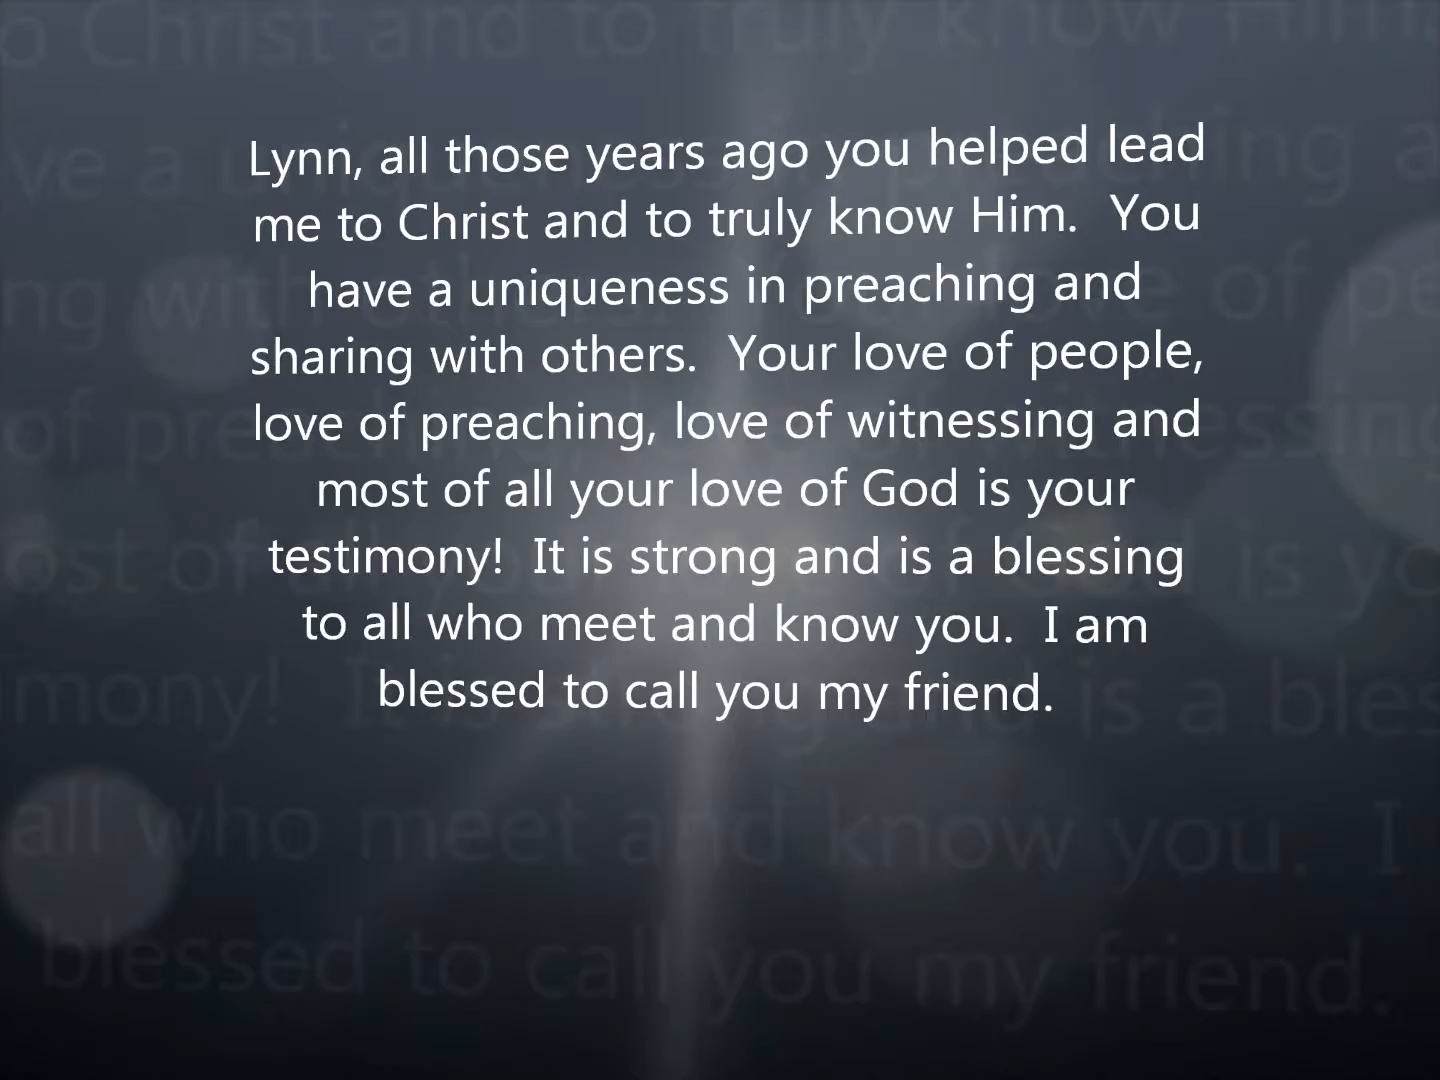 Lynn, all those years ago you helped lead
me to Christ and to truly know Him.  You
have a uniqueness in preaching and
sharing with others.  Your love of people,
love of preaching, love of witnessing and
most of all your love of God is your
testimony!  It is strong and is a blessing
to all who meet and know you.  I am
blessed to call you my friend.